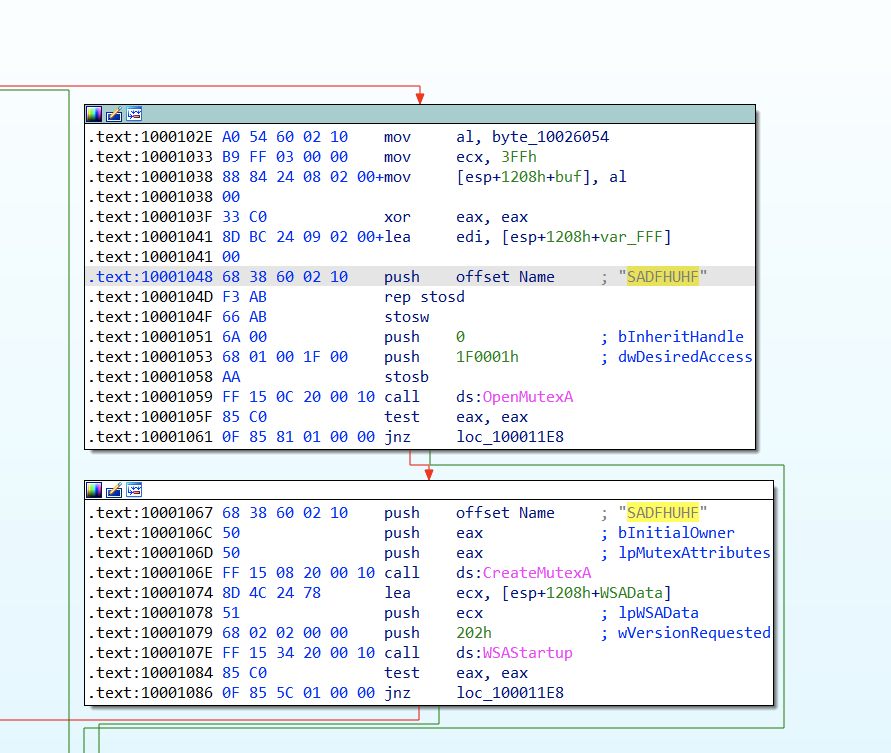 .text:1000102E A0 54 60 02 10 mov al, byte_10026054
.text:10001033 B9 FF 03 00 00 mov ecx, 3FFh
.text:10001038 88 84 24 08 02 00+mov [esp+1208h+buf], al
.text:10001038 00
.text:1000103F 33 C0 xor eax, eax
.text:10001041 8D BC 24 09 02 00+lea edi, [esp+1208h+var_FFF]
.text:10001041 00
.text:10001048 68 38 60 02 10 push offset Name ; "SADFHUHF"
.text:1000104D F3 AB rep stosd
.text:1000104F 66 AB stosw
.text:10001051 6A 00 push 0 ; bInheritHandle
.text:10001053 68 01 00 1F 00 push 1F0001h ; dwDesiredAccess
.text:10001058 AA stosb
.text:10001059 FF 15 0C 20 00 10 call ds:OpenMutexA
.text:1000105F 85 C0 test eax, eax
.text:10001061 0F 85 81 01 00 00 jnz loc_100011E8
.text:10001067 68 38 60 02 10 push offset Name ; "SADFHUHF"
.text:1000106C 50 push eax ; bInitialOwner
.text:1000106D 50 push eax ; lpMutexAttributes
.text:1000106E FF 15 08 20 00 10 call ds:CreateMutexA
.text:10001074 8D 4C 24 78 lea ecx, [esp+1208h+WSAData]
.text:10001078 51 push ecx ; lpWSAData
.text:10001079 68 02 02 00 00 push 202h ; wVersionRequested
.text:1000107E FF 15 34 20 00 10 call ds:WSAStartup
.text:10001084 85 C0 test eax, eax
.text:10001086 0F 85 5C 01 00 00 jnz loc_100011E8